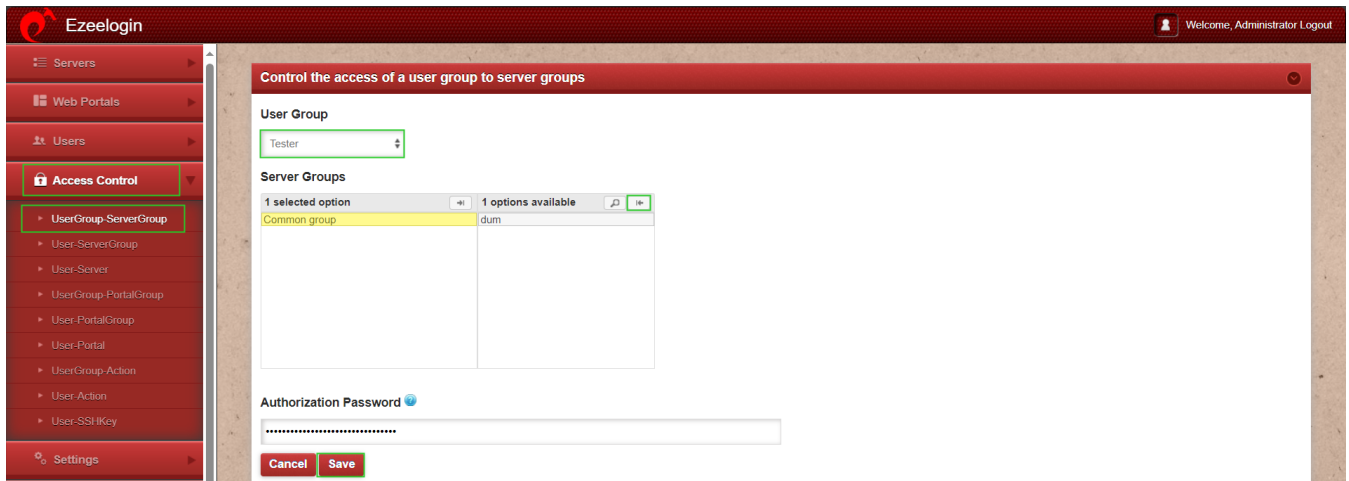 Ezeelogin
Welcome, Administrator Logout
Servers
Web Portals
Users
Access Control
UserGroup-ServerGroup
User-ServerGroup
User-Server
UserGroup-PortalGroup
User-PortalGroup
User-Portal
UserGroup-Action
User-Action
User-SSHKey
Settings
Control the access of a user group to server groups
User Group
Tester
Server Groups
1 selected option 1 options available
Common group dum
Authorization Password
•••••••••••••••••••••••••••••••
Cancel Save